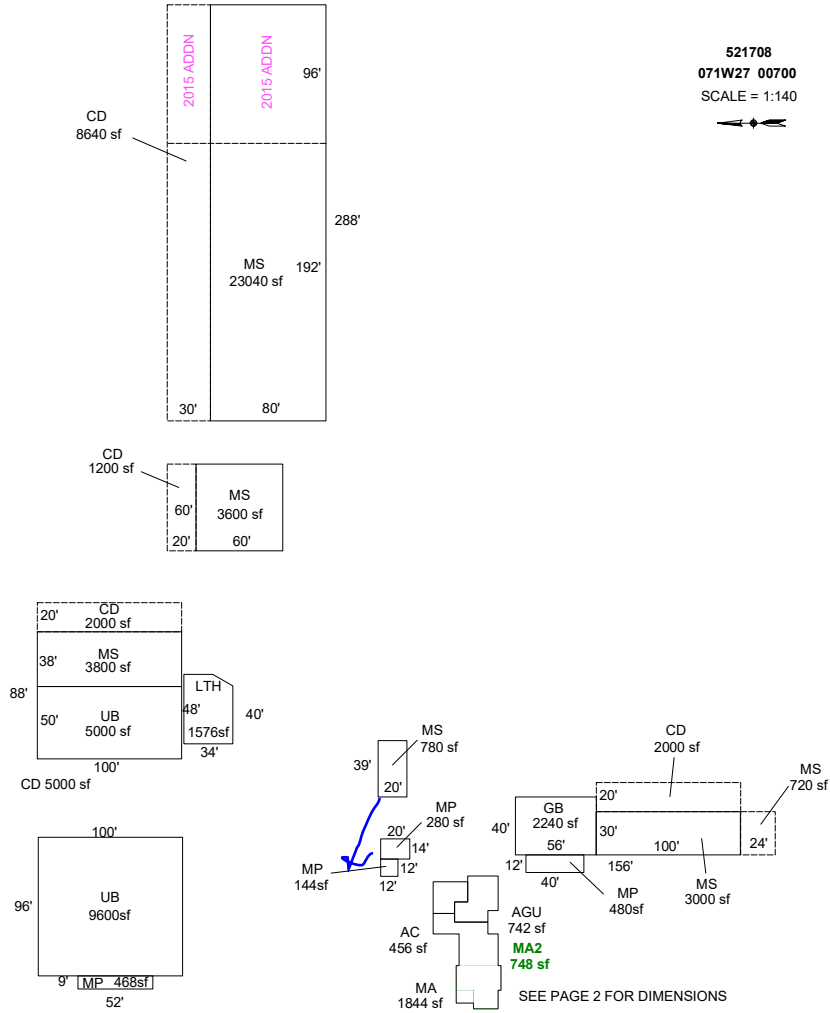 521708
071W27 00700
SCALE = 1:140
2015 ADDN
2015 ADDN
96'
CD
8640 sf
288'
MS
23040 sf
192'
30'
80'
CD
1200 sf
MS
3600 sf
60'
20'
60'
20'
CD
2000 sf
38'
MS
3800 sf
88'
50'
UB
5000 sf
100'
CD 5000 sf
LTH
48'
40'
1576sf
34'
MS
780 sf
39'
20'
MP
280 sf
20'
14'
MP
144sf
12'
12'
CD
2000 sf
MS
720 sf
20'
GB
2240 sf
40'
56'
30'
100'
24'
12'
40'
156'
MP
480sf
MS
3000 sf
100'
96'
UB
9600sf
9'
MP 468sf
52'
AGU
742 sf
AC
456 sf
MA2
748 sf
MA
1844 sf
SEE PAGE 2 FOR DIMENSIONS